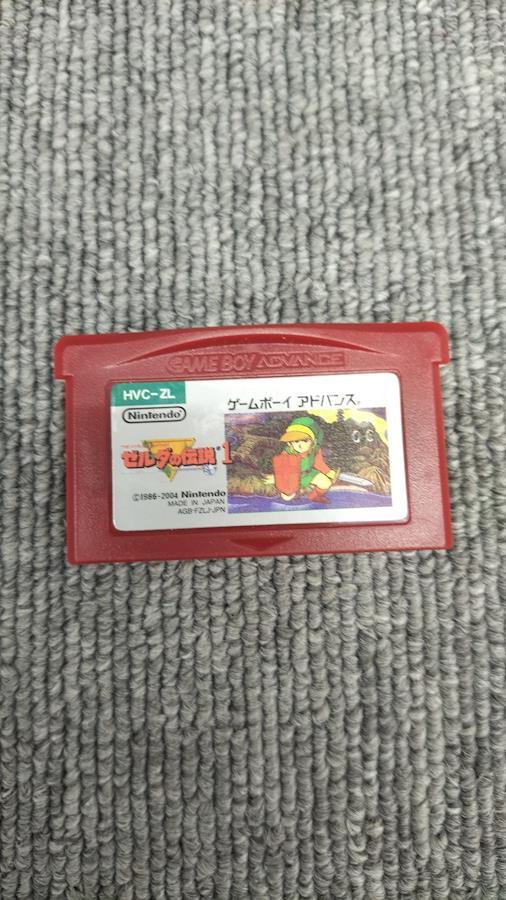 GAME BOY ADVANCE
HVC-ZL
Nintendo
ゲームボーイ アドバンス
ゼルダの伝説1
©1986-2004 Nintendo
MADE IN JAPAN
AGB-FZLJ-JPN